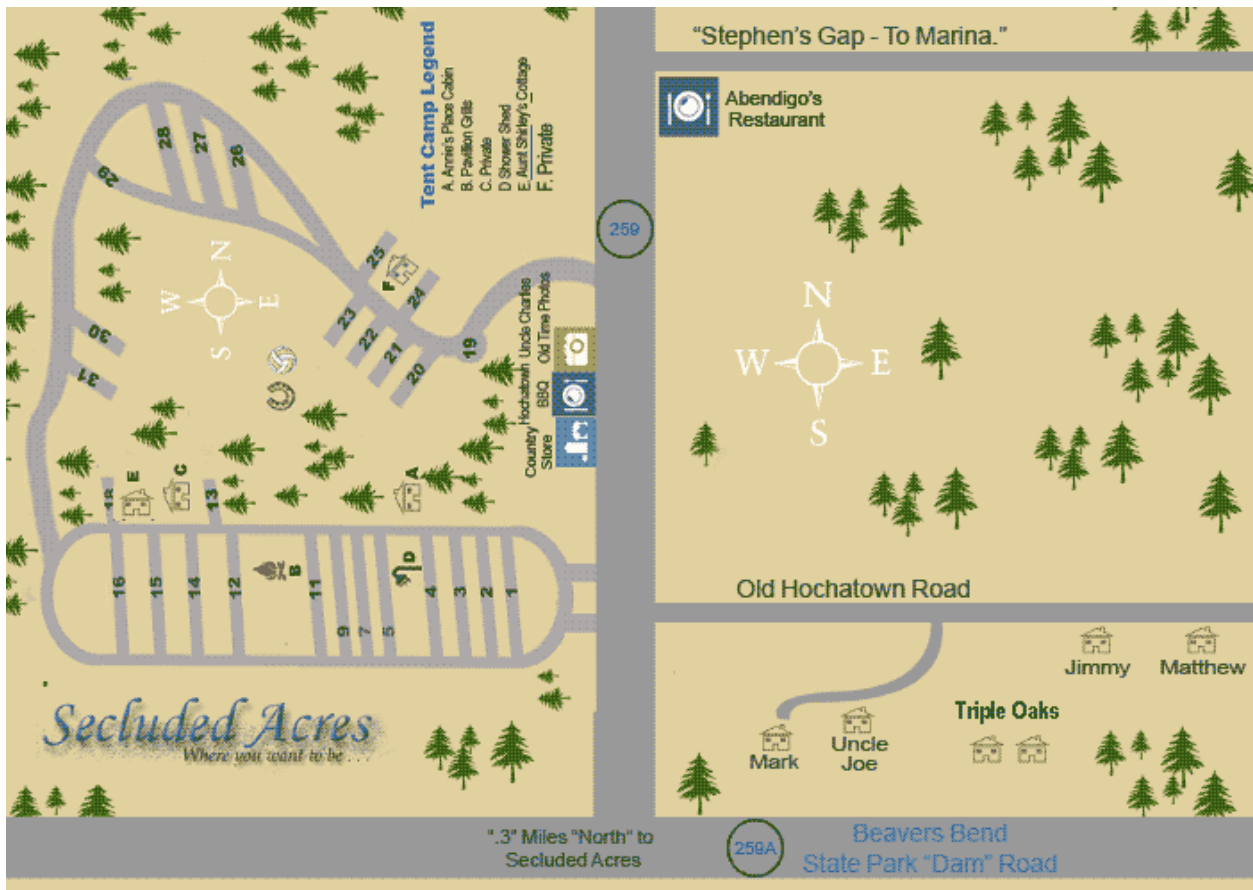 "Stephen's Gap - To Marina."
Abendigo's
Restaurant
Tent Camp Legend
A. Annie's Place Cabin
B. Pavilion Grills
C. Private
D Shower Shed
E. Aunt Shirley's Cottage
F. Private
259
28
27
26
29
25
F
24
23
22
21
20
19
30
31
N
W
E
S
N
W
E
S
Uncle Charlies
Old Time Photos
Hochatown
BBQ
Country
Store
18
E
C
13
A
16
15
14
12
B
11
9
7
5
D
4
3
2
1
Old Hochatown Road
Jimmy
Matthew
Triple Oaks
Mark
Uncle
Joe
Secluded Acres
Where you want to be . . .
".3" Miles "North" to
Secluded Acres
259A
Beavers Bend
State Park "Dam" Road